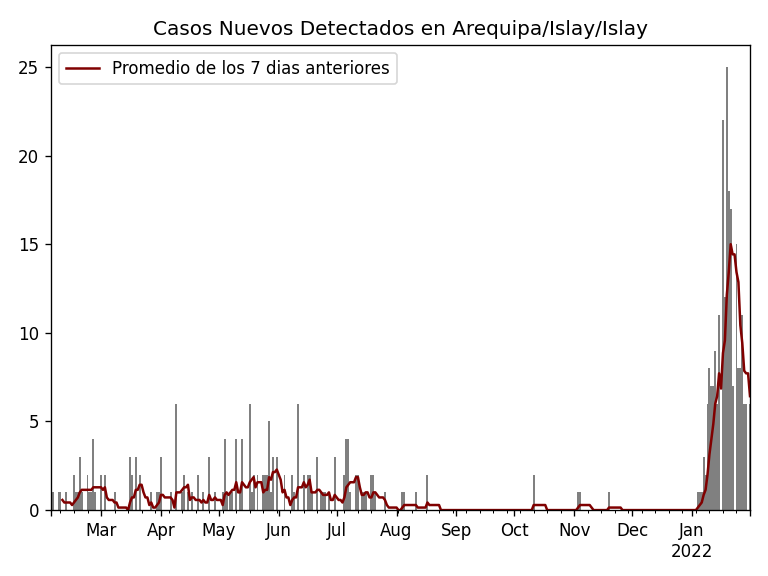 Casos Nuevos Detectados en Arequipa/Islay/Islay
Promedio de los 7 dias anteriores
25
20
15
10
5
0
Mar Apr May Jun Jul Aug Sep Oct Nov Dec Jan
2022